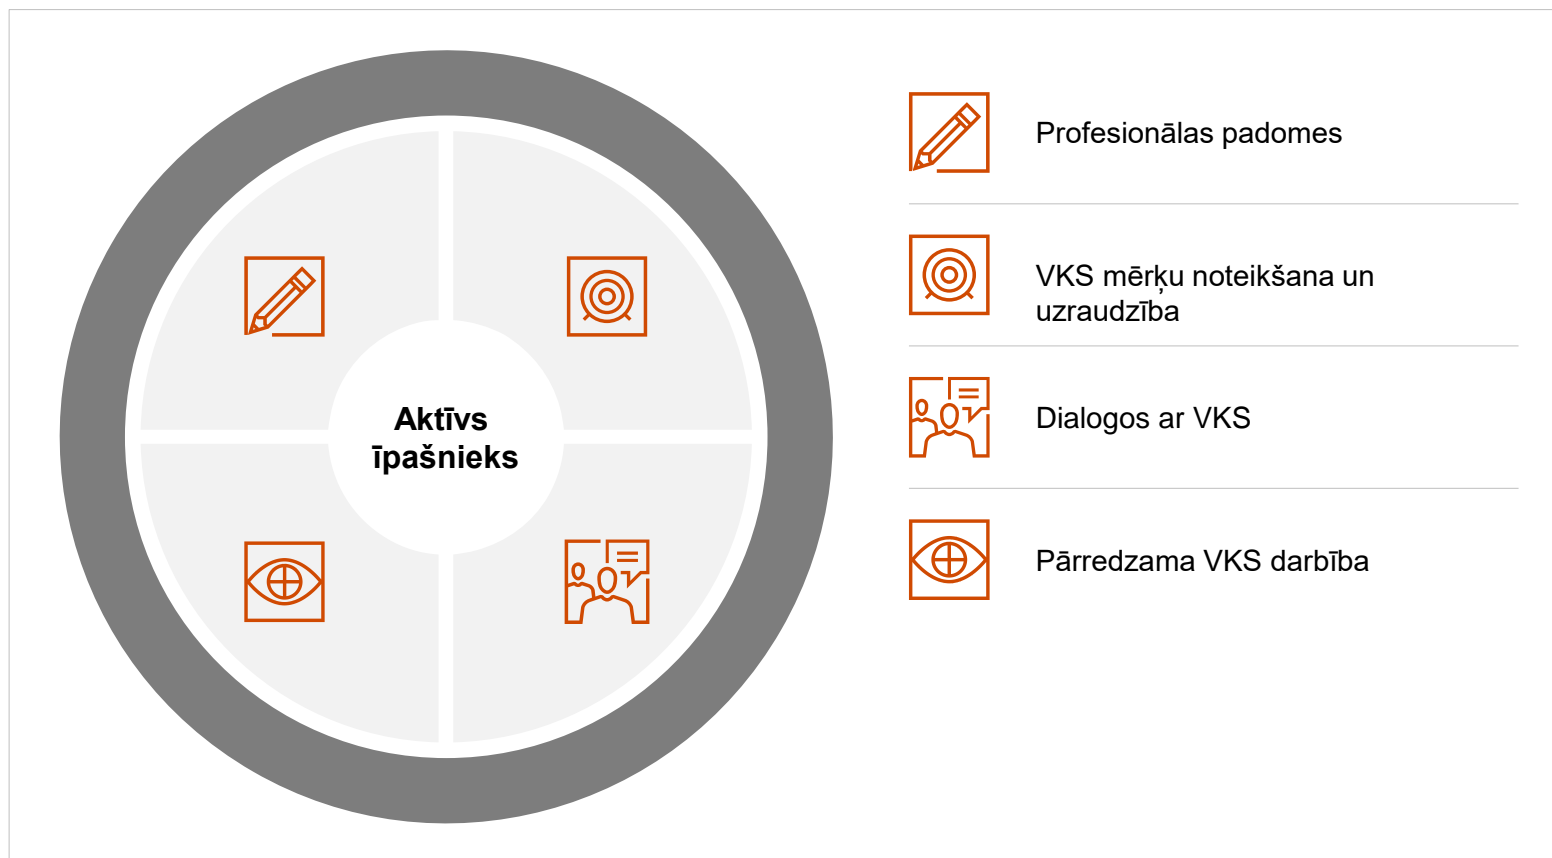 Aktīvs
īpašnieks
Profesionālas padomes
VKS mērķu noteikšana un
uzraudzība
Dialogos ar VKS
Pārredzama VKS darbība